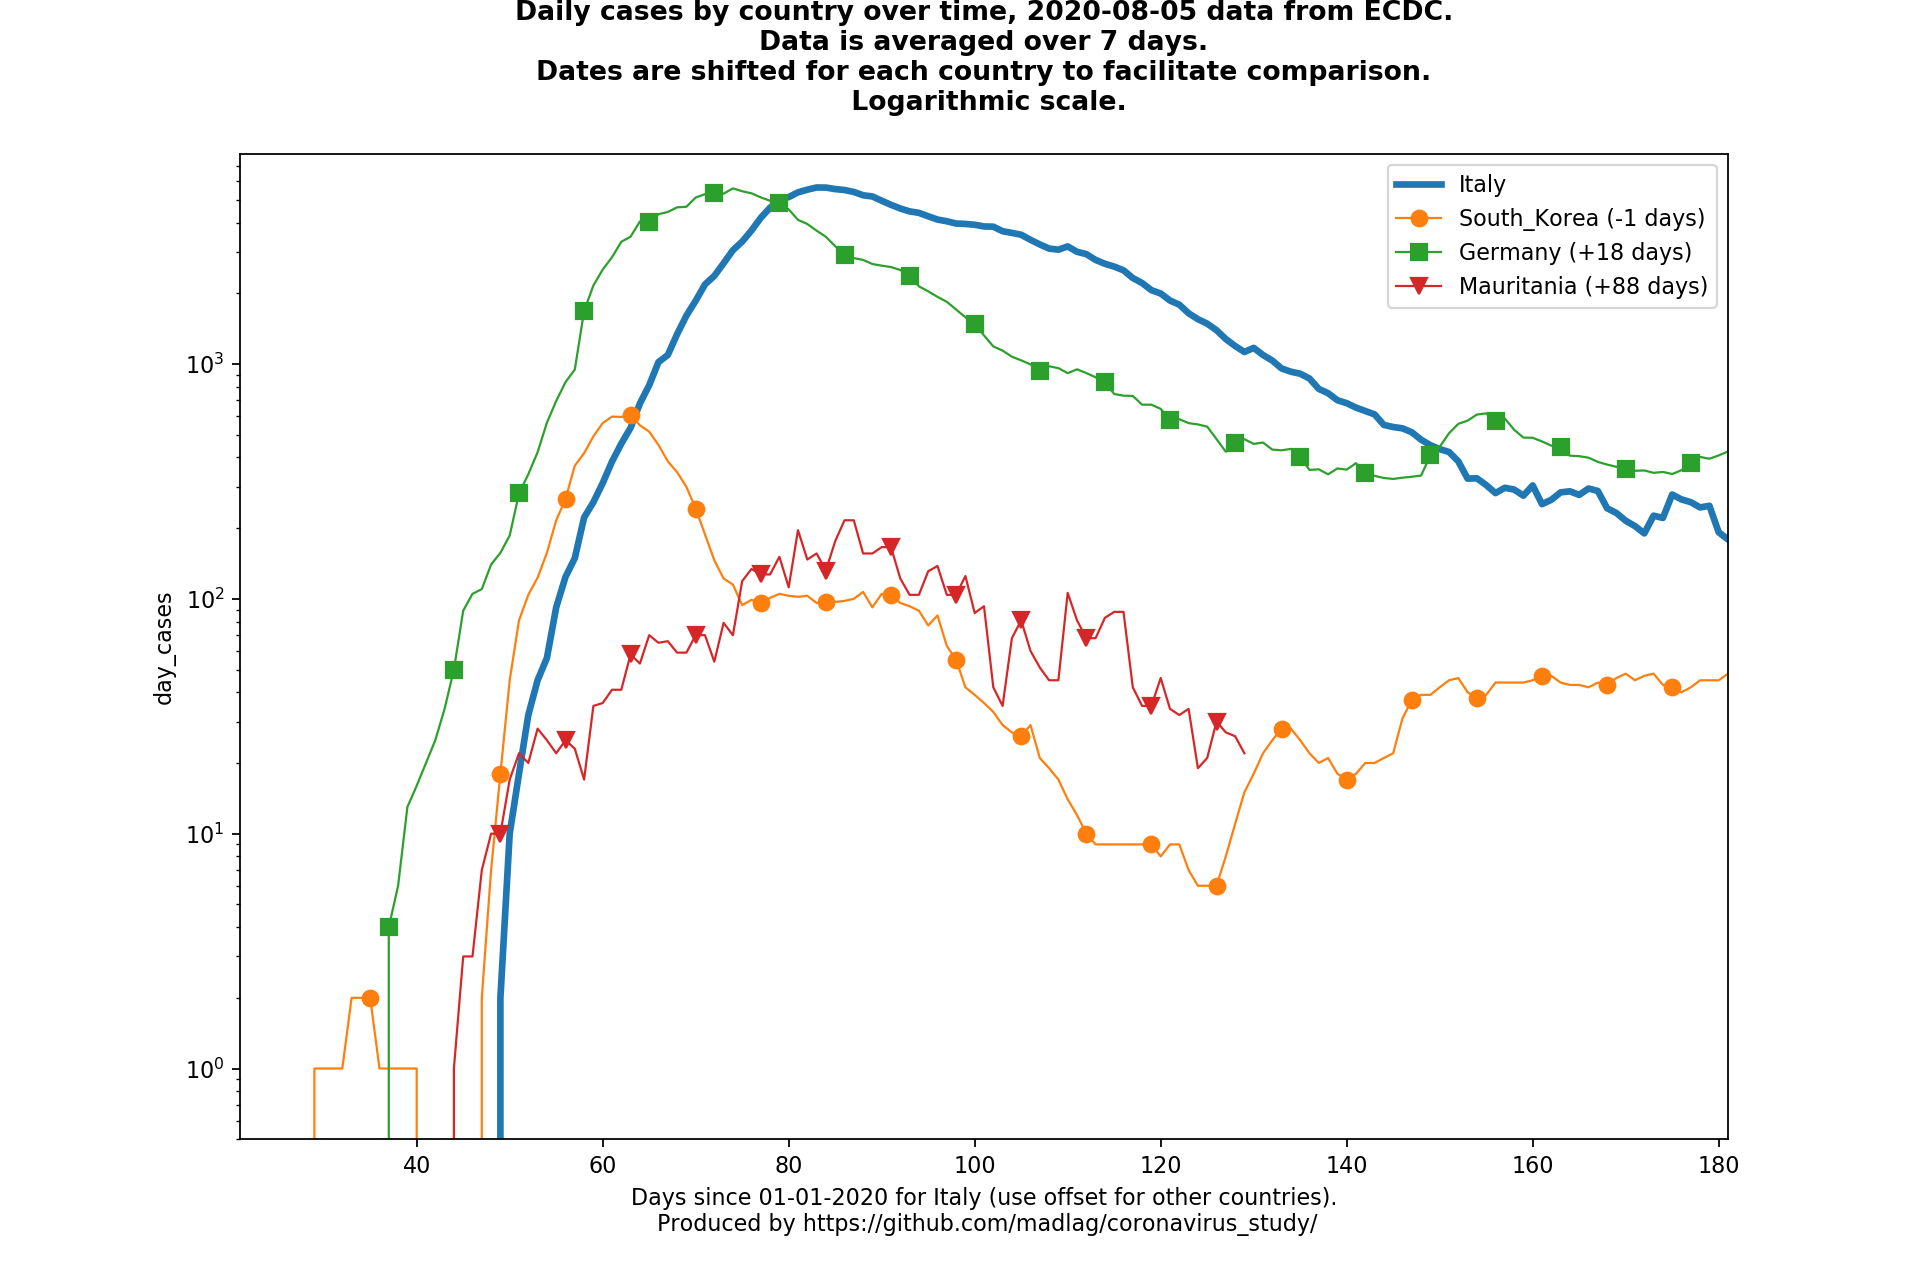 Daily cases by country over time, 2020-08-05 data from ECDC.
Data is averaged over 7 days.
Dates are shifted for each country to facilitate comparison.
Logarithmic scale.
Italy
South_Korea (-1 days)
Germany (+18 days)
Mauritania (+88 days)
day_cases
10³
10²
10¹
10⁰
40 60 80 100 120 140 160 180
Days since 01-01-2020 for Italy (use offset for other countries).
Produced by https://github.com/madlag/coronavirus_study/